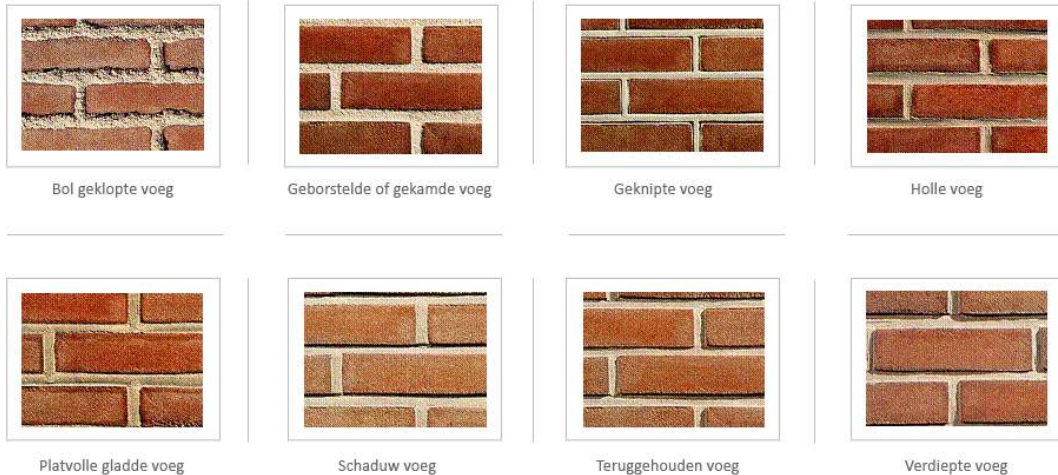 Bol geklopte voeg
Geborstelde of gekamde voeg
Geknipte voeg
Holle voeg
Platvolle gladde voeg
Schaduw voeg
Teruggehouden voeg
Verdiepte voeg